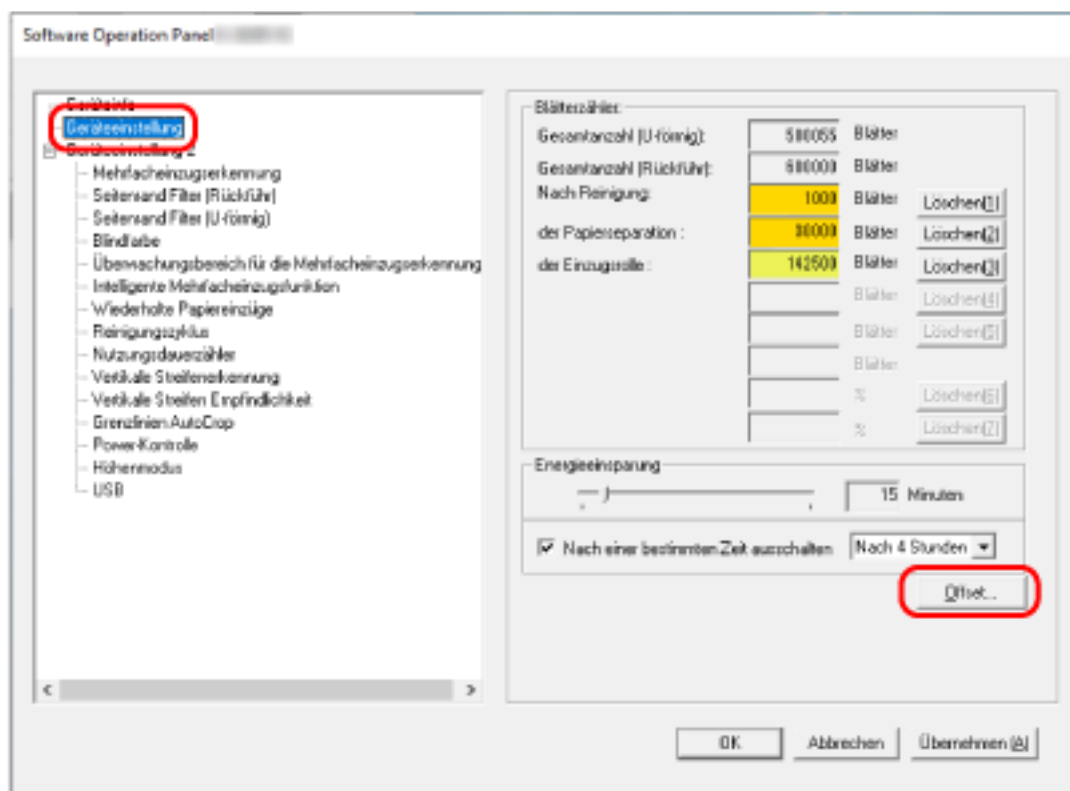 Software Operation Panel
Geräteinfo
Geräteeinstellung
Geräteeinstellung 2
Mehrfacheinzugserkennung
Seitenrand Filter (Rückführ)
Seitenrand Filter (U-förmig)
Blindfarbe
Überwachungsbereich für die Mehrfacheinzugserkennung
Intelligente Mehrfacheinzugsfunktion
Wiederholte Papiereinzüge
Reinigungszyklus
Nutzungsdauerzähler
Vertikale Streifenerkennung
Vertikale Streifen Empfindlichkeit
Grenzlinien AutoCrop
Power-Kontrolle
Höhenmodus
USB
Blätterzähler:
Gesamtanzahl (U-förmig): 500055 Blätter
Gesamtanzahl (Rückführ): 600000 Blätter
Nach Reinigung: 1000 Blätter Löschen(1)
der Papierseparation : 30000 Blätter Löschen(2)
der Einzugsrolle : 142500 Blätter Löschen(3)
Blätter Löschen(4)
Blätter Löschen(5)
Blätter
% Löschen(6)
% Löschen(7)
Energieeinsparung
15 Minuten
Nach einer bestimmten Zeit ausschalten Nach 4 Stunden
Offset...
OK Abbrechen Übernehmen (A)